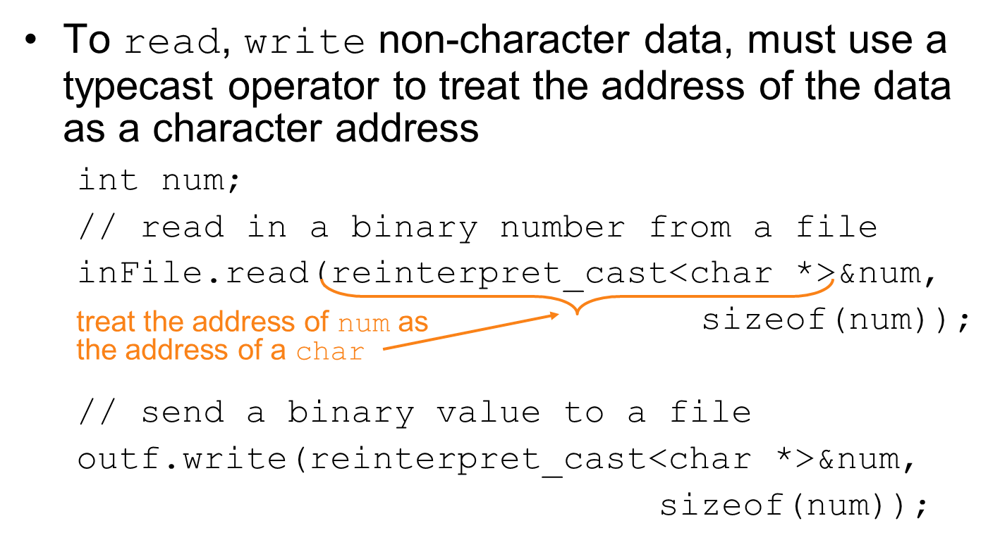 • To read, write non-character data, must use a
typecast operator to treat the address of the data
as a character address
int num;
// read in a binary number from a file
inFile.read(reinterpret_cast<char *>&num,
sizeof(num));
treat the address of num as
the address of a char
// send a binary value to a file
outf.write(reinterpret_cast<char *>&num,
sizeof(num));